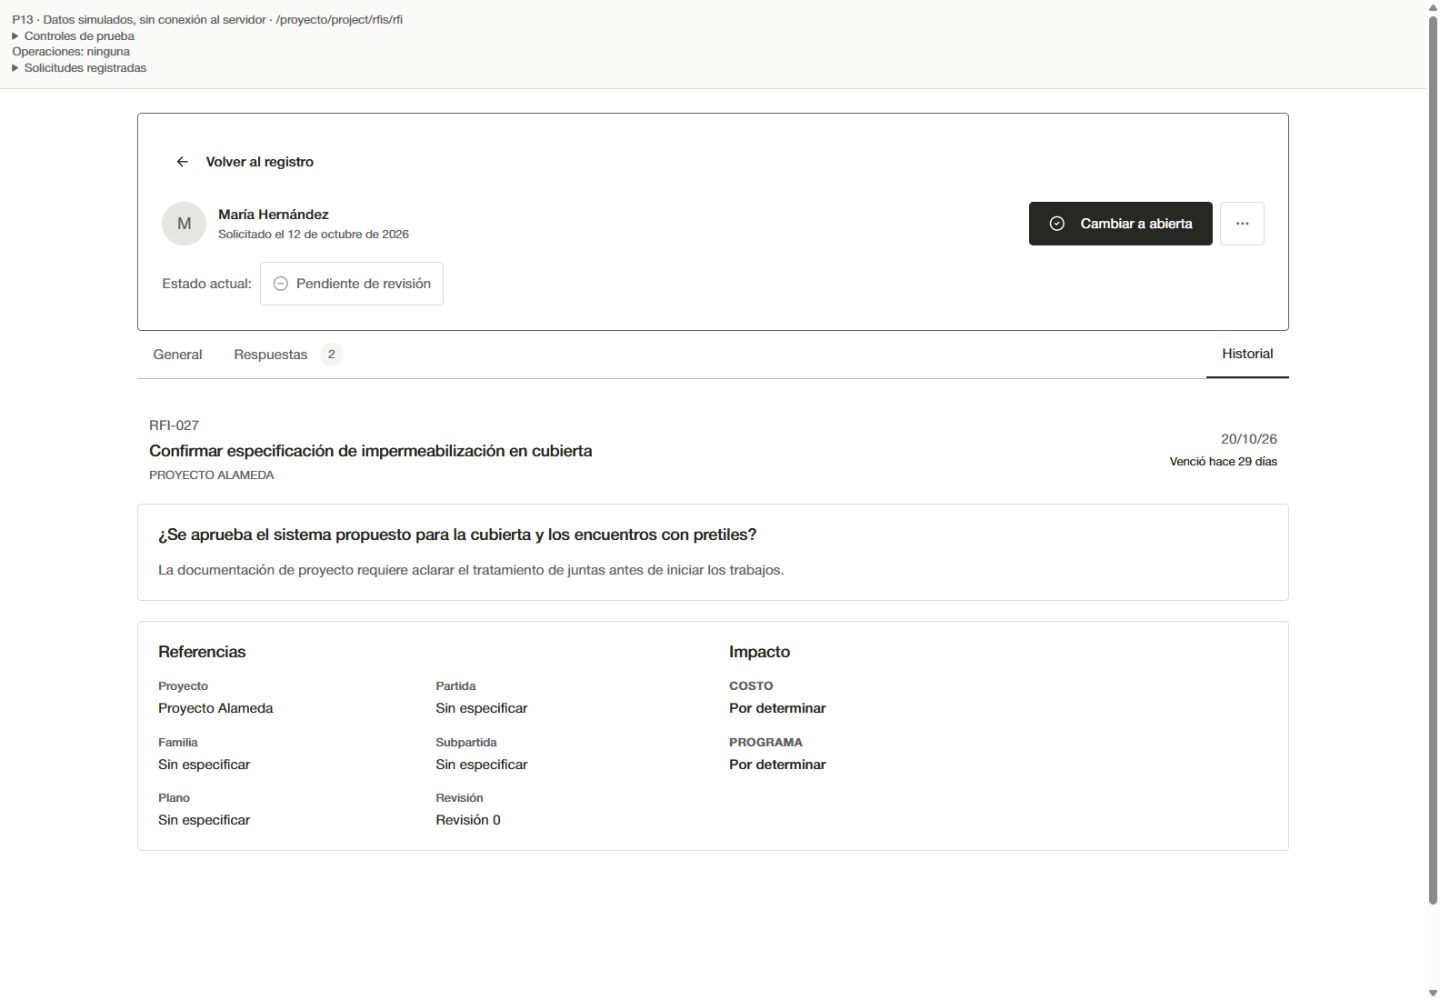 P13 · Datos simulados, sin conexión al servidor · /proyecto/project/rfis/rfi
Controles de prueba
Operaciones: ninguna
Solicitudes registradas
Volver al registro
M
María Hernández
Solicitado el 12 de octubre de 2026
Cambiar a abierta
Estado actual:
Pendiente de revisión
General
Respuestas 2
Historial
RFI-027
Confirmar especificación de impermeabilización en cubierta
PROYECTO ALAMEDA
20/10/26
Venció hace 29 días
¿Se aprueba el sistema propuesto para la cubierta y los encuentros con pretiles?
La documentación de proyecto requiere aclarar el tratamiento de juntas antes de iniciar los trabajos.
Referencias
Proyecto
Proyecto Alameda
Partida
Sin especificar
Familia
Sin especificar
Subpartida
Sin especificar
Plano
Sin especificar
Revisión
Revisión 0
Impacto
COSTO
Por determinar
PROGRAMA
Por determinar